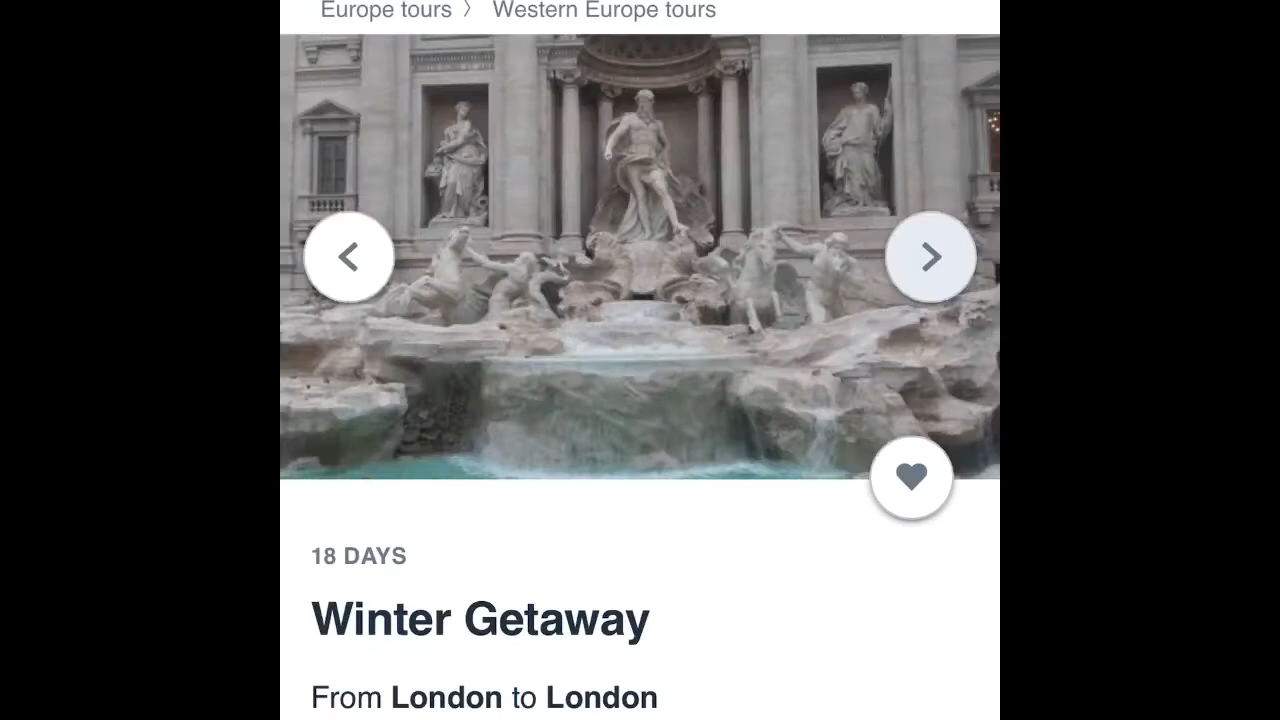 Europe tours 〉 Western Europe tours
18 DAYS
Winter Getaway
From London to London